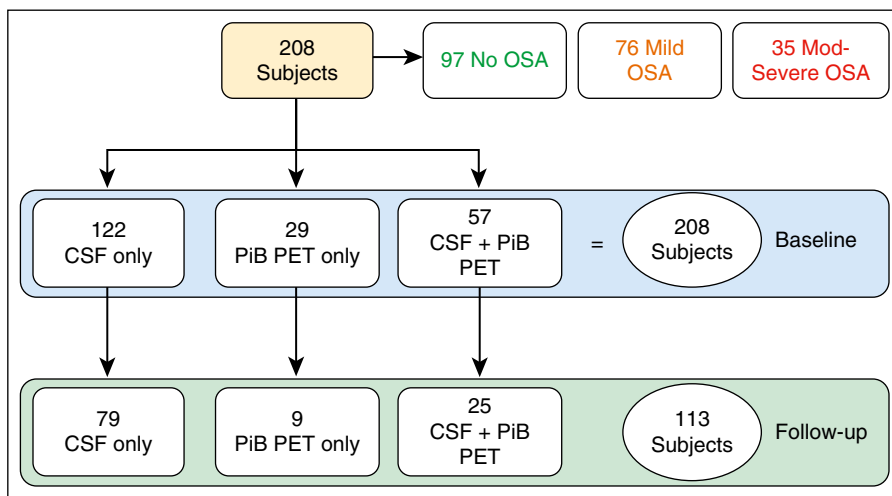 208
Subjects
97 No OSA
76 Mild
OSA
35 Mod-
Severe OSA
122
CSF only
29
PiB PET only
57
CSF + PiB
PET
=
208
Subjects
Baseline
79
CSF only
9
PiB PET only
25
CSF + PiB
PET
113
Subjects
Follow-up